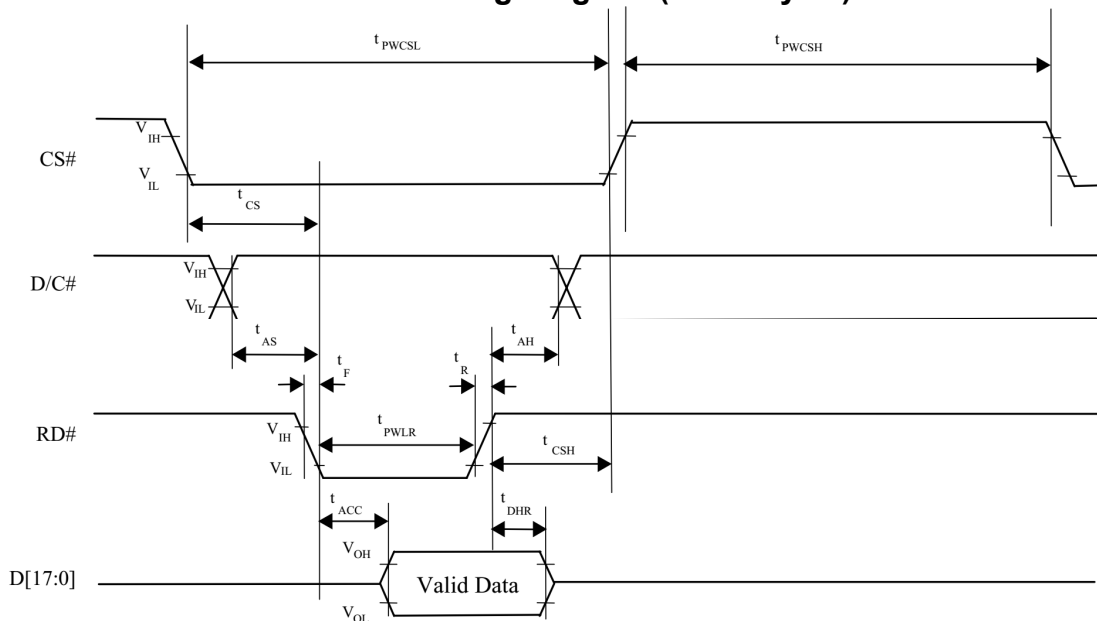 t PWCSL
t PWCSH
V IH
CS#
V IL
t CS
V IH
D/C#
V IL
t AS
t F
t R
t AH
V IH
RD#
t PWLR
V IL
t CSH
t ACC
t DHR
V OH
D[17:0]
Valid Data
V OL